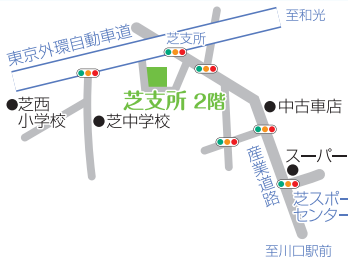 至和光
東京外環自動車道
芝支所
芝支所 2階
芝西
小学校
芝中学校
中古車店
産業道路
スーパー
芝スポー
ツセンター
至川口駅前